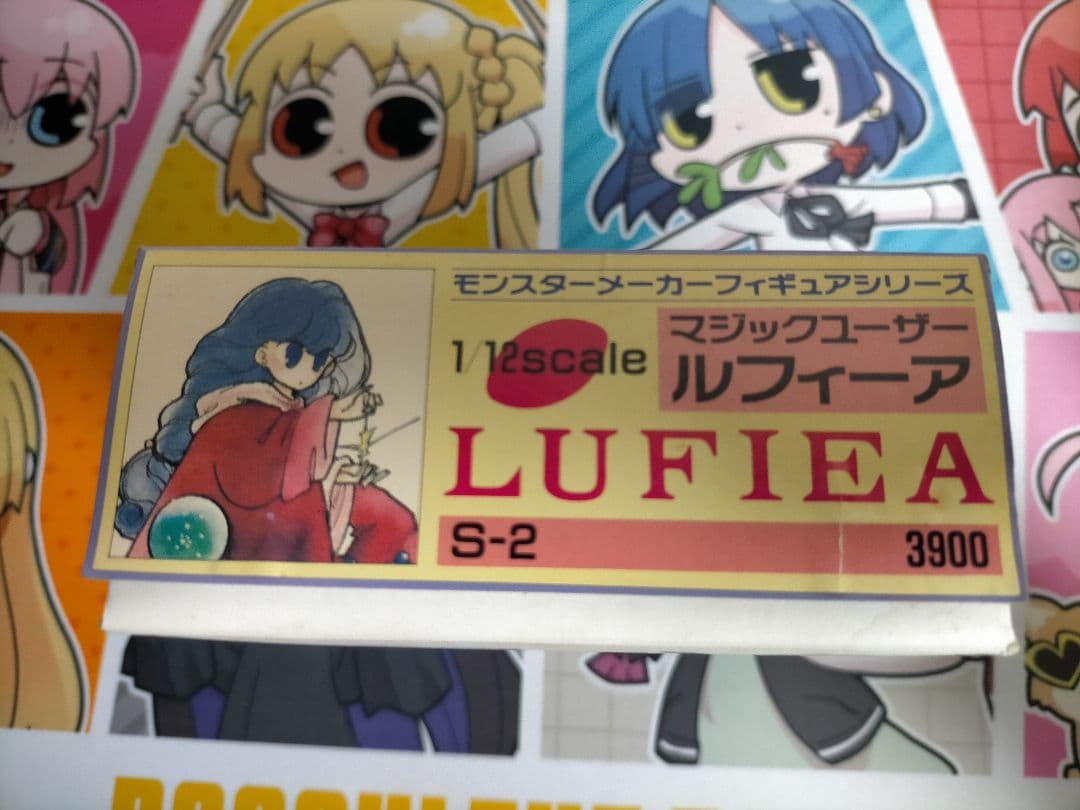 モンスターメーカーフィギュアシリーズ
1/12scale
マジックユーザー
ルフィーア
LUFIEA
S-2
3900